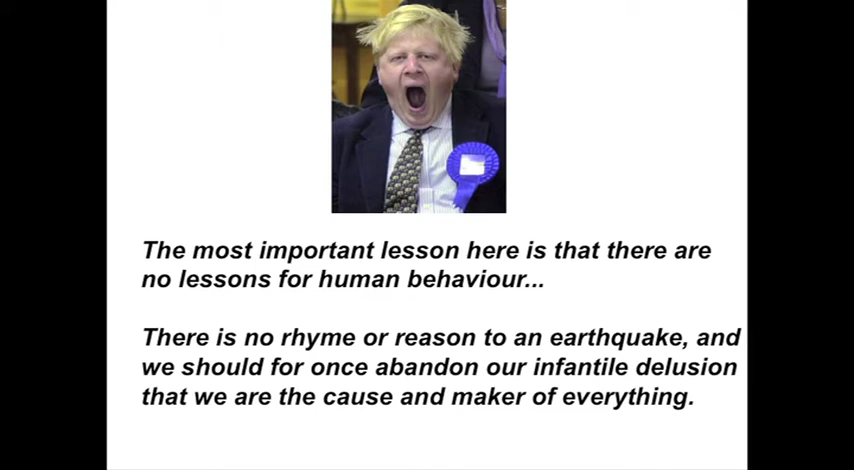 The most important lesson here is that there are
no lessons for human behaviour...
There is no rhyme or reason to an earthquake, and
we should for once abandon our infantile delusion
that we are the cause and maker of everything.